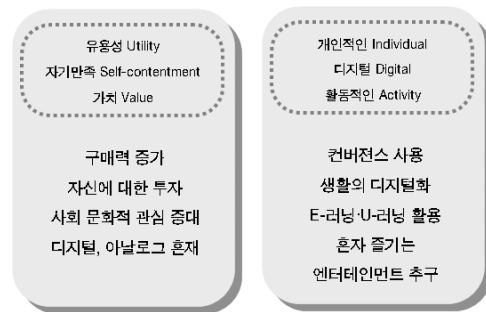 유용성 Utility
자기만족 Self-contentment
가치 Value
구매력 증가
자신에 대한 투자
사회 문화적 관심 증대
디지털, 아날로그 혼재
개인적인 Individual
디지털 Digital
활동적인 Activity
컨버전스 사용
생활의 디지털화
E-러닝·U-러닝 활용
혼자 즐기는
엔터테인먼트 추구